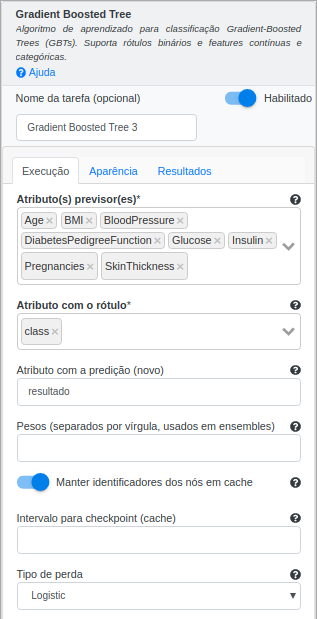 Gradient Boosted Tree
Algoritmo de aprendizado para classificação Gradient-Boosted
Trees (GBTs). Suporta rótulos binários e features contínuas e
categóricas.
? Ajuda
Nome da tarefa (opcional) Habilitado
Gradient Boosted Tree 3
Execução Aparência Resultados
Atributo(s) previsor(es)* ?
Age × BMI × BloodPressure ×
DiabetesPedigreeFunction × Glucose × Insulin ×
Pregnancies × SkinThickness ×
Atributo com o rótulo* ?
class ×
Atributo com a predição (novo) ?
resultado
Pesos (separados por vírgula, usados em ensembles) ?
Manter identificadores dos nós em cache ?
Intervalo para checkpoint (cache) ?
Tipo de perda ?
Logistic